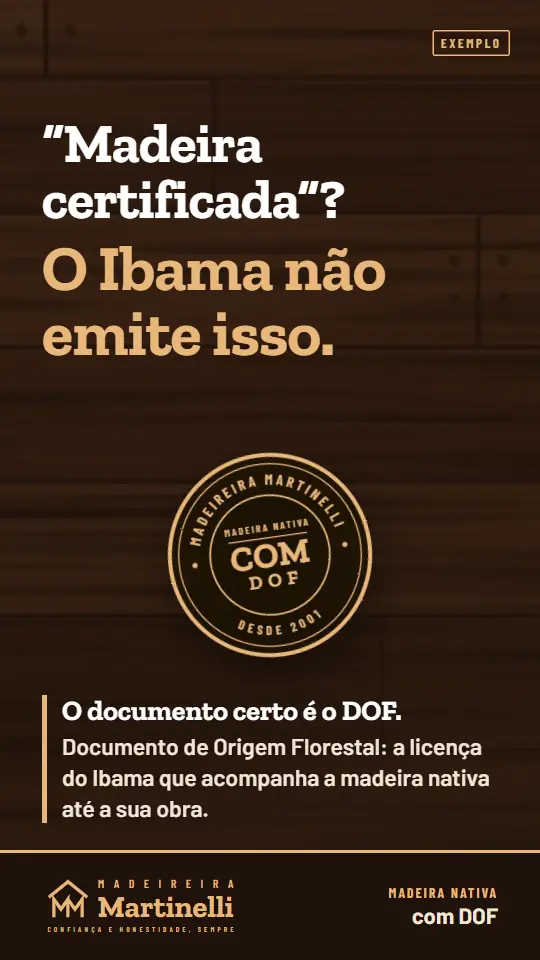 EXEMPLO
"Madeira
certificada"?
O Ibama não
emite isso.
MADEIREIRA MARTINELLI
MADEIRA NATIVA
COM
DOF
DESDE 2001
O documento certo é o DOF.
Documento de Origem Florestal: a licença
do Ibama que acompanha a madeira nativa
até a sua obra.
MADEIREIRA
Martinelli
CONFIANÇA E HONESTIDADE, SEMPRE
MADEIRA NATIVA
com DOF